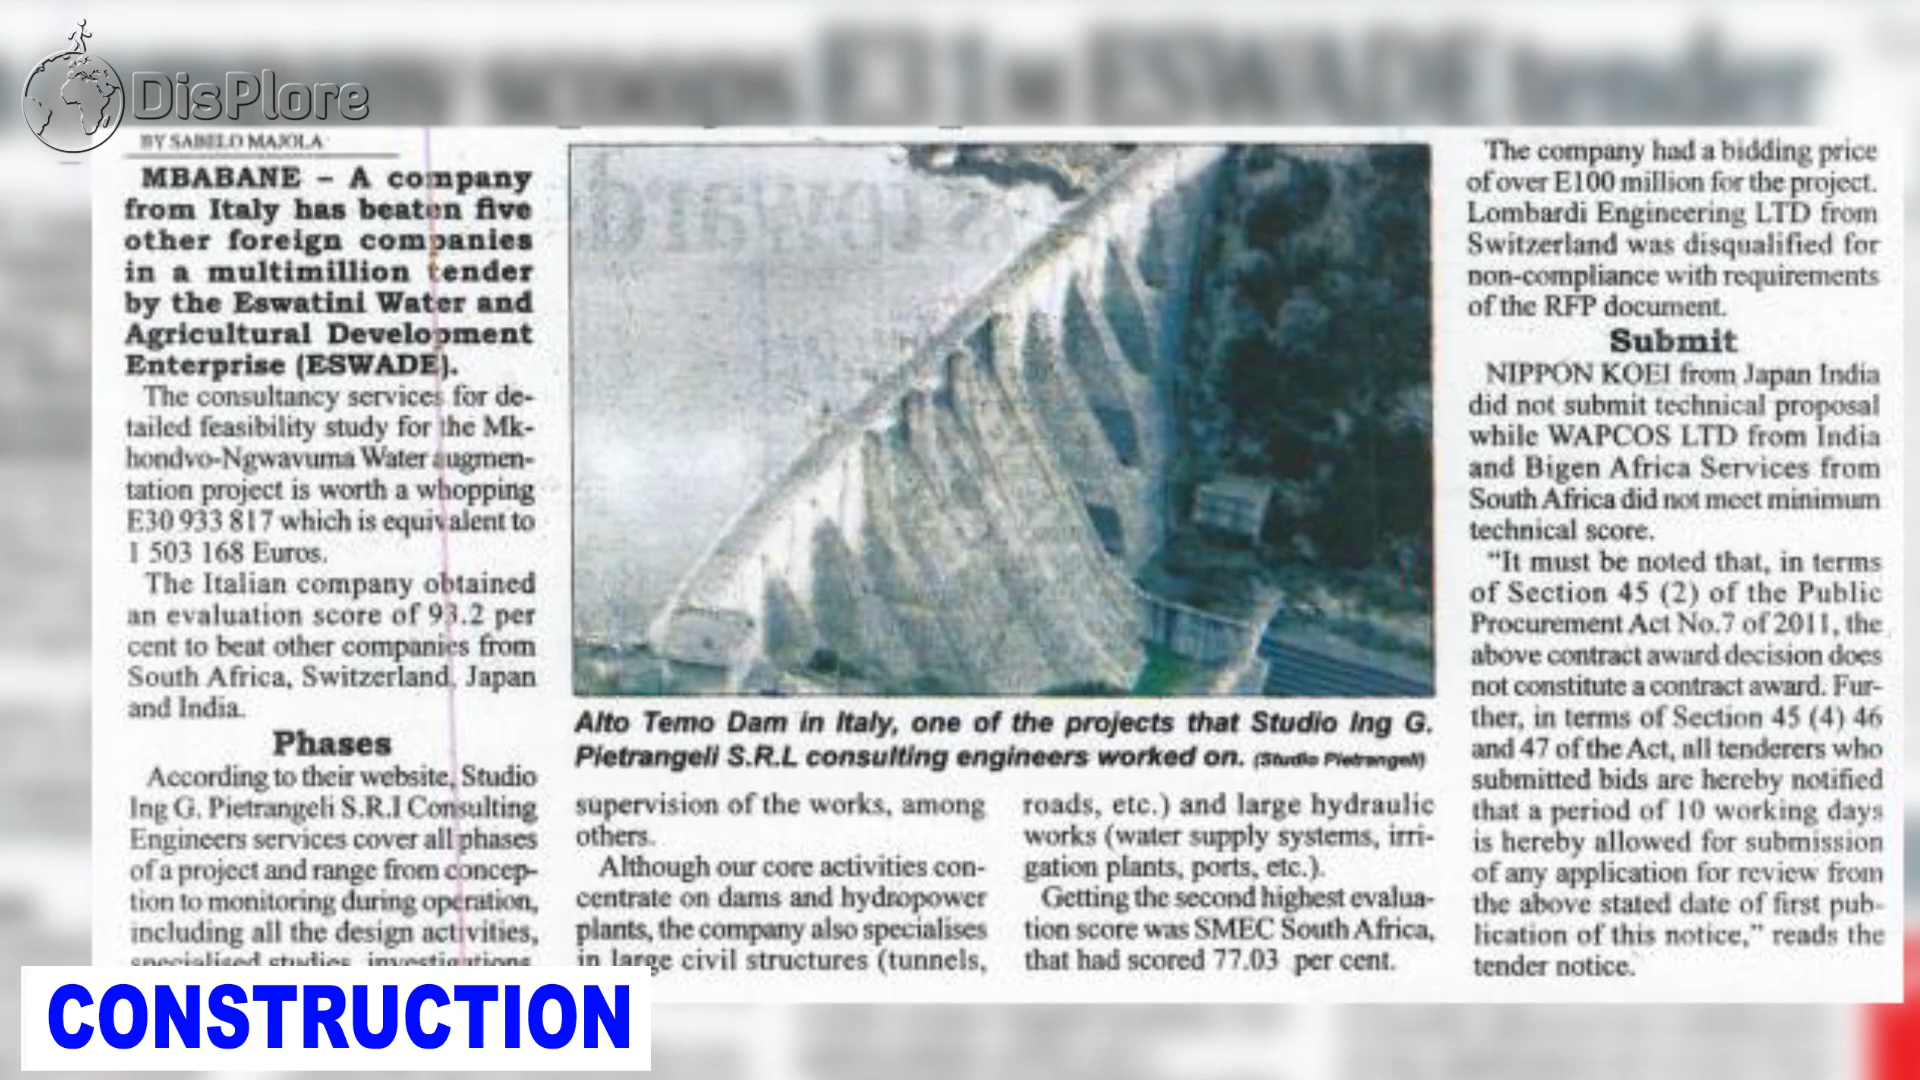 DisPlore
ESWADE tender
BY SABELO MAJOLA
MBABANE – A company
from Italy has beaten five
other foreign companies
in a multimillion tender
by the Eswatini Water and
Agricultural Development
Enterprise (ESWADE).
The consultancy services for de-
tailed feasibility study for the Mk-
hondvo-Ngwavuma Water augmen-
tation project is worth a whopping
E30 933 817 which is equivalent to
1 503 168 Euros.
The Italian company obtained
an evaluation score of 93.2 per
cent to beat other companies from
South Africa, Switzerland, Japan
and India.
Phases
According to their website, Studio
Ing G. Pietrangeli S.R.I Consulting
Engineers services cover all phases
of a project and range from concep-
tion to monitoring during operation,
including all the design activities,
specialised studies, investigations,
Alto Temo Dam in Italy, one of the projects that Studio Ing G.
Pietrangeli S.R.L consulting engineers worked on. (Studio Pietrangeli)
supervision of the works, among
others.
Although our core activities con-
centrate on dams and hydropower
plants, the company also specialises
in large civil structures (tunnels,
roads, etc.) and large hydraulic
works (water supply systems, irri-
gation plants, ports, etc.).
Getting the second highest evalua-
tion score was SMEC South Africa,
that had scored 77.03 per cent.
The company had a bidding price
of over E100 million for the project.
Lombardi Engineering LTD from
Switzerland was disqualified for
non-compliance with requirements
of the RFP document.
Submit
NIPPON KOEI from Japan India
did not submit technical proposal
while WAPCOS LTD from India
and Bigen Africa Services from
South Africa did not meet minimum
technical score.
"It must be noted that, in terms
of Section 45 (2) of the Public
Procurement Act No.7 of 2011, the
above contract award decision does
not constitute a contract award. Fur-
ther, in terms of Section 45 (4) 46
and 47 of the Act, all tenderers who
submitted bids are hereby notified
that a period of 10 working days
is hereby allowed for submission
of any application for review from
the above stated date of first pub-
lication of this notice," reads the
tender notice.
CONSTRUCTION